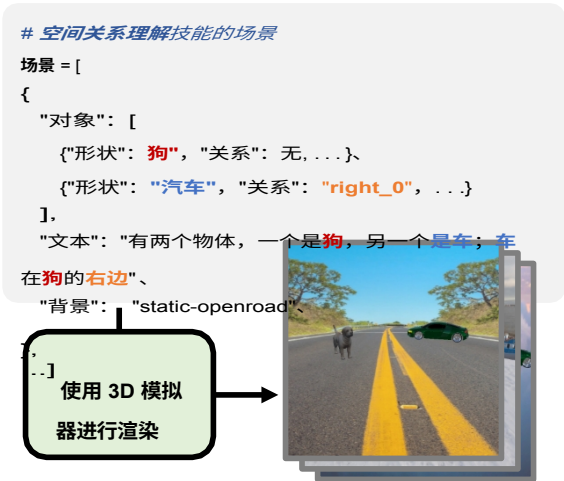 # 空间关系理解技能的场景
场景 = [
{
"对象": [
{"形状": 狗", "关系": 无, . . . }、
{"形状": "汽车", "关系": "right_0", . . .}
],
"文本": "有两个物体，一个是狗，另一个是车；车
在狗的右边"、
"背景": "static-openroad"、
},
. . .]
使用 3D 模拟
器进行渲染